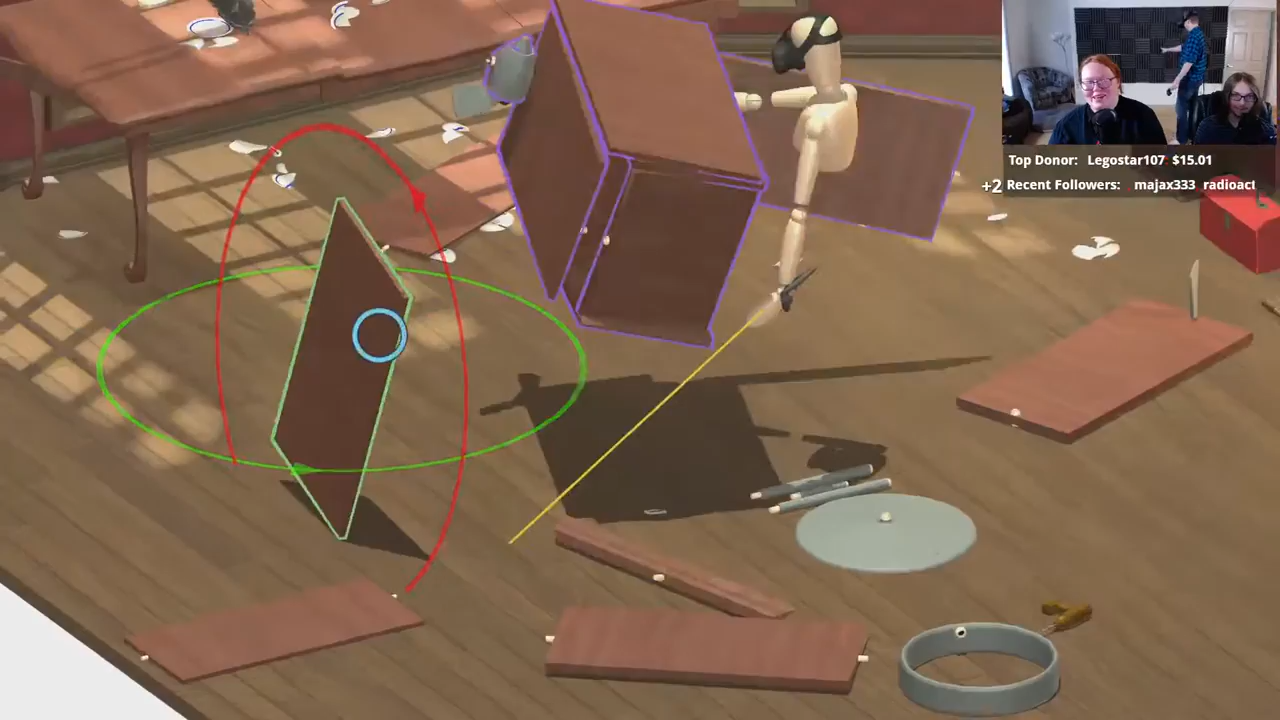 Top Donor: Legostar107 $15.01
+2 Recent Followers: majax333 radioact